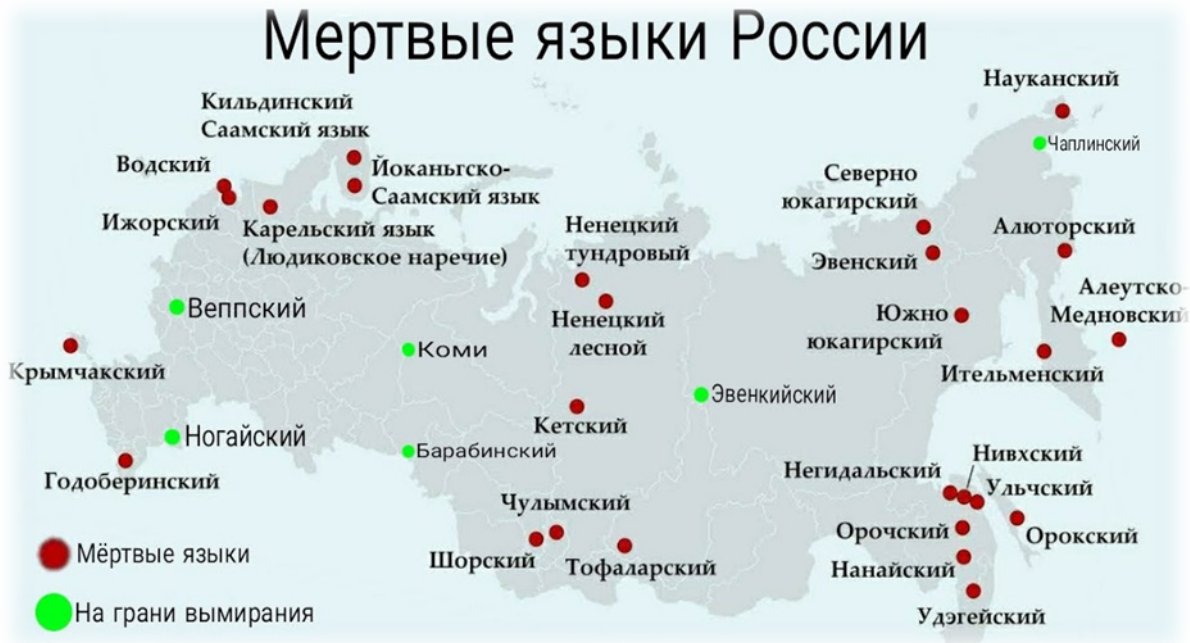 Мертвые языки России
Науканский
Чаплинский
Кильдинский
Саамский язык
Водский
Йоканьгско-
Саамский язык
Ижорский
Карельский язык
(Людиковское наречие)
Северно
юкагирский
Ненецкий
тундровый
Алюторский
Эвенский
Алеутско-
Медновский
Веппский
Ненецкий
лесной
Южно
юкагирский
Коми
Крымчакский
Ительменский
Эвенкийский
Кетский
Ногайский
Барабинский
Годоберинский
Нивхский
Негидальский
Ульчский
Чулымский
Орочский
Орокский
Шорский
Тофаларский
Нанайский
Удэгейский
Мёртвые языки
На грани вымирания